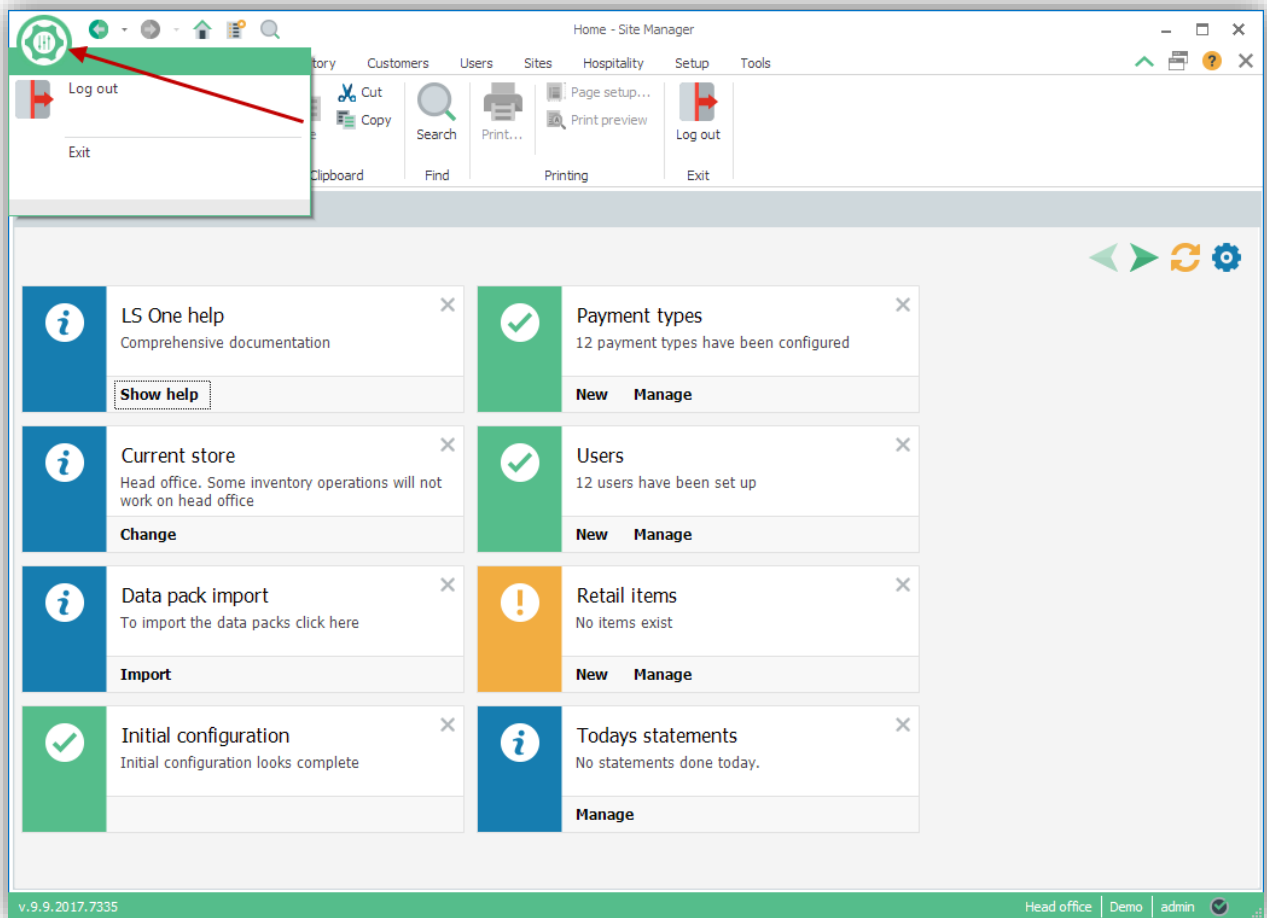 Home - Site Manager
tory Customers Users Sites Hospitality Setup Tools
Log out
Exit
Cut
Copy
Search
Print...
Page setup...
Print preview
Log out
Clipboard Find Printing Exit
LS One help
Comprehensive documentation
Show help
Payment types
12 payment types have been configured
New Manage
Current store
Head office. Some inventory operations will not
work on head office
Change
Users
12 users have been set up
New Manage
Data pack import
To import the data packs click here
Import
Retail items
No items exist
New Manage
Initial configuration
Initial configuration looks complete
Todays statements
No statements done today.
Manage
v.9.9.2017.7335
Head office Demo admin